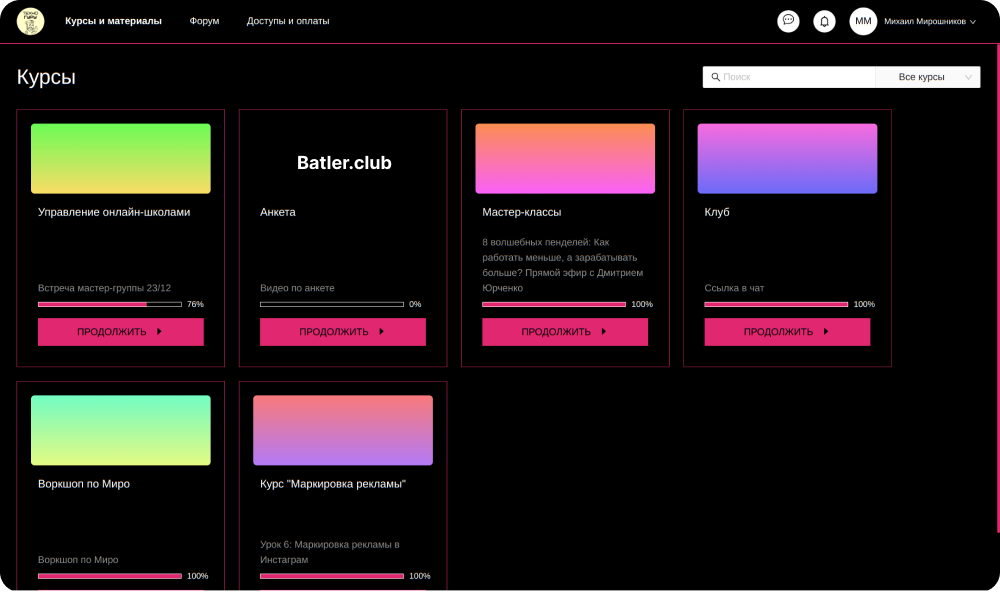 ТЕХНО
ГУРУ
Курсы и материалы
Форум
Доступы и оплаты
ММ
Михаил Мирошников
Курсы
Поиск
Все курсы
Управление онлайн-школами
Встреча мастер-группы 23/12
76%
ПРОДОЛЖИТЬ
Batler.club
Анкета
Видео по анкете
0%
ПРОДОЛЖИТЬ
Мастер-классы
8 волшебных пенделей: Как
работать меньше, а зарабатывать
больше? Прямой эфир с Дмитрием
Юрченко
100%
ПРОДОЛЖИТЬ
Клуб
Ссылка в чат
100%
ПРОДОЛЖИТЬ
Воркшоп по Миро
Воркшоп по Миро
100%
Курс "Маркировка рекламы"
Урок 6: Маркировка рекламы в
Инстаграм
100%